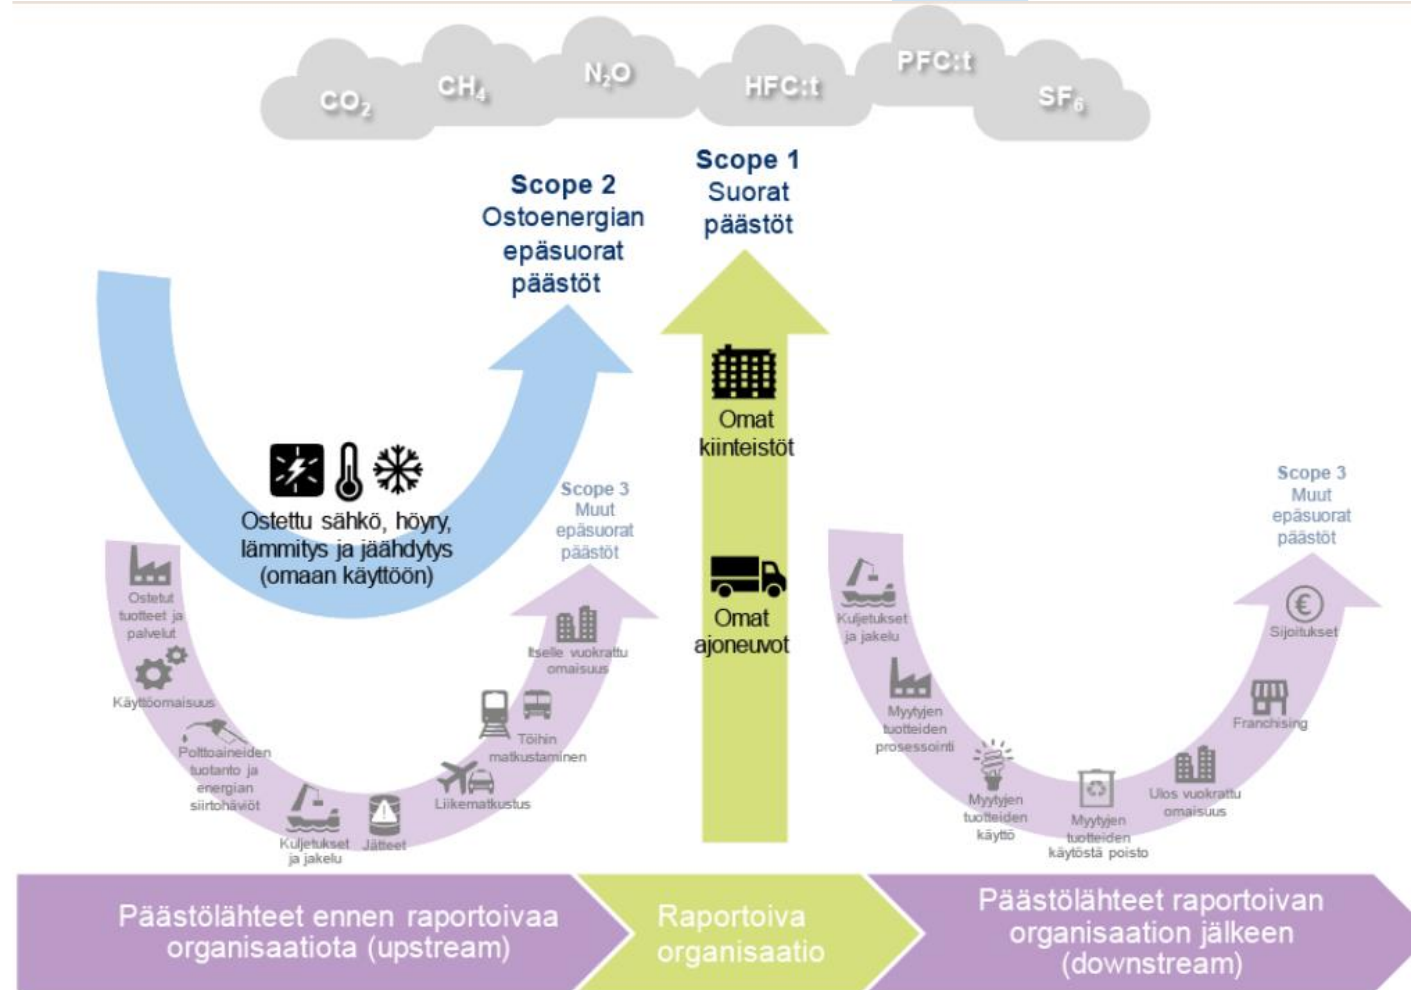 CO₂
CH₄
N₂O
HFC:t
PFC:t
SF₆
Scope 2
Ostoenergian
epäsuorat
päästöt
Scope 1
Suorat
päästöt
Omat
kiinteistöt
Omat
ajoneuvot
Ostettu sähkö, höyry,
lämmitys ja jäähdytys
(omaan käyttöön)
Scope 3
Muut
epäsuorat
päästöt
Ostetut
tuotteet ja
palvelut
Käyttöomaisuus
Polttoaineiden
tuotanto ja
energian
siirtohäviöt
Kuljetukset
ja jakelu
Jätteet
Liikematkustus
Töihin
matkustaminen
Itselle vuokrattu
omaisuus
Scope 3
Muut
epäsuorat
päästöt
Kuljetukset
ja jakelu
Myytyjen
tuotteiden
prosessointi
Myytyjen
tuotteiden
käyttö
Myytyjen
tuotteiden
käytöstä poisto
Ulos vuokrattu
omaisuus
Franchising
€
Sijoitukset
Päästölähteet ennen raportoivaa
organisaatiota (upstream)
Raportoiva
organisaatio
Päästölähteet raportoivan
organisaation jälkeen
(downstream)